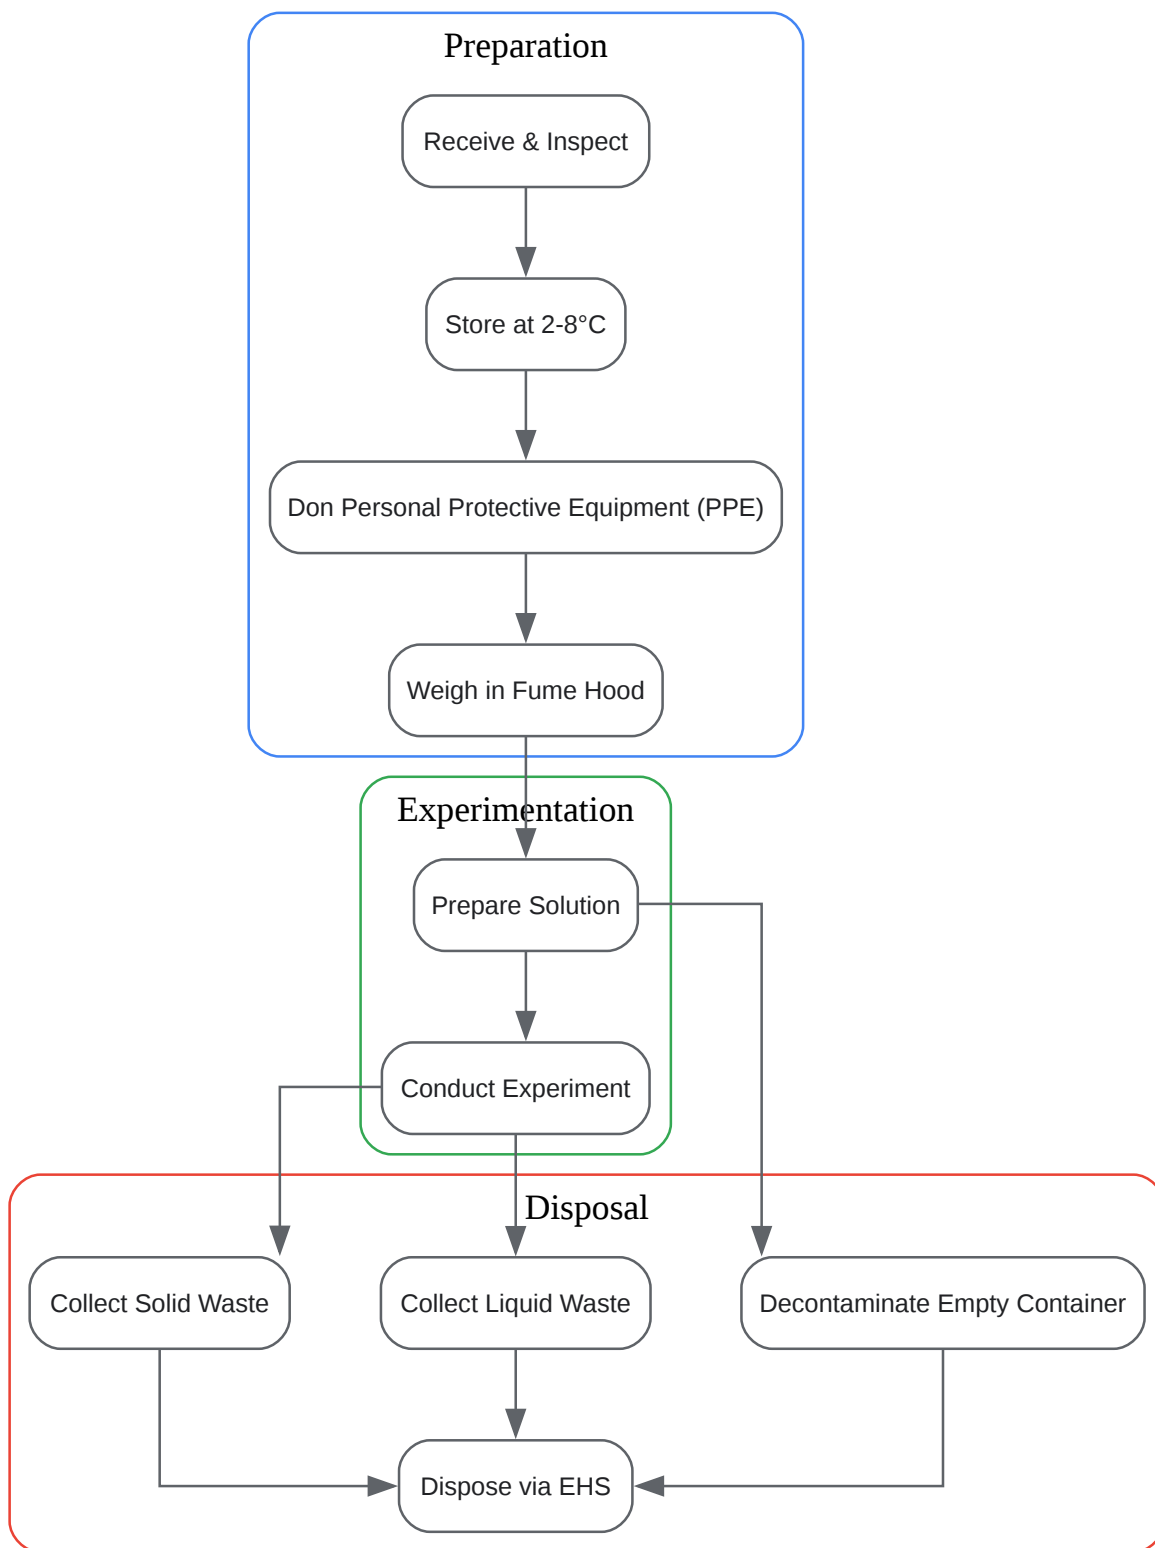 Preparation
Receive & Inspect
Store at 2-8°C
Don Personal Protective Equipment (PPE)
Weigh in Fume Hood
Experimentation
Prepare Solution
Conduct Experiment
Disposal
Collect Solid Waste
Collect Liquid Waste
Decontaminate Empty Container
Dispose via EHS